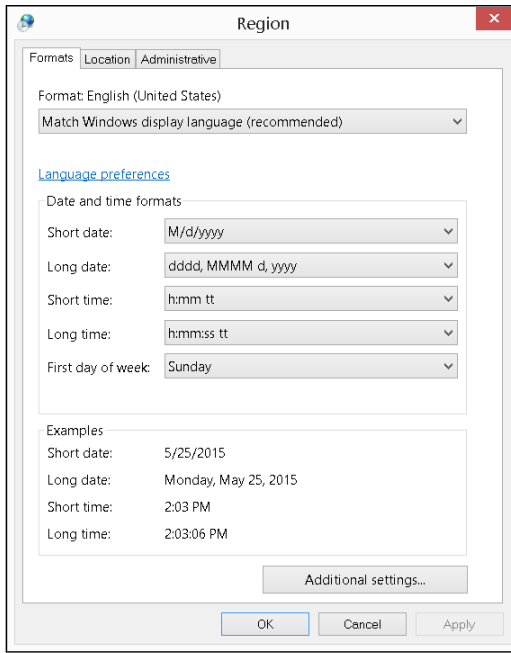 Region
Formats Location Administrative
Format: English (United States)
Match Windows display language (recommended)
Language preferences
Date and time formats
Short date: M/d/yyyy
Long date: dddd, MMMM d, yyyy
Short time: h:mm tt
Long time: h:mm:ss tt
First day of week: Sunday
Examples
Short date: 5/25/2015
Long date: Monday, May 25, 2015
Short time: 2:03 PM
Long time: 2:03:06 PM
Additional settings...
OK Cancel Apply